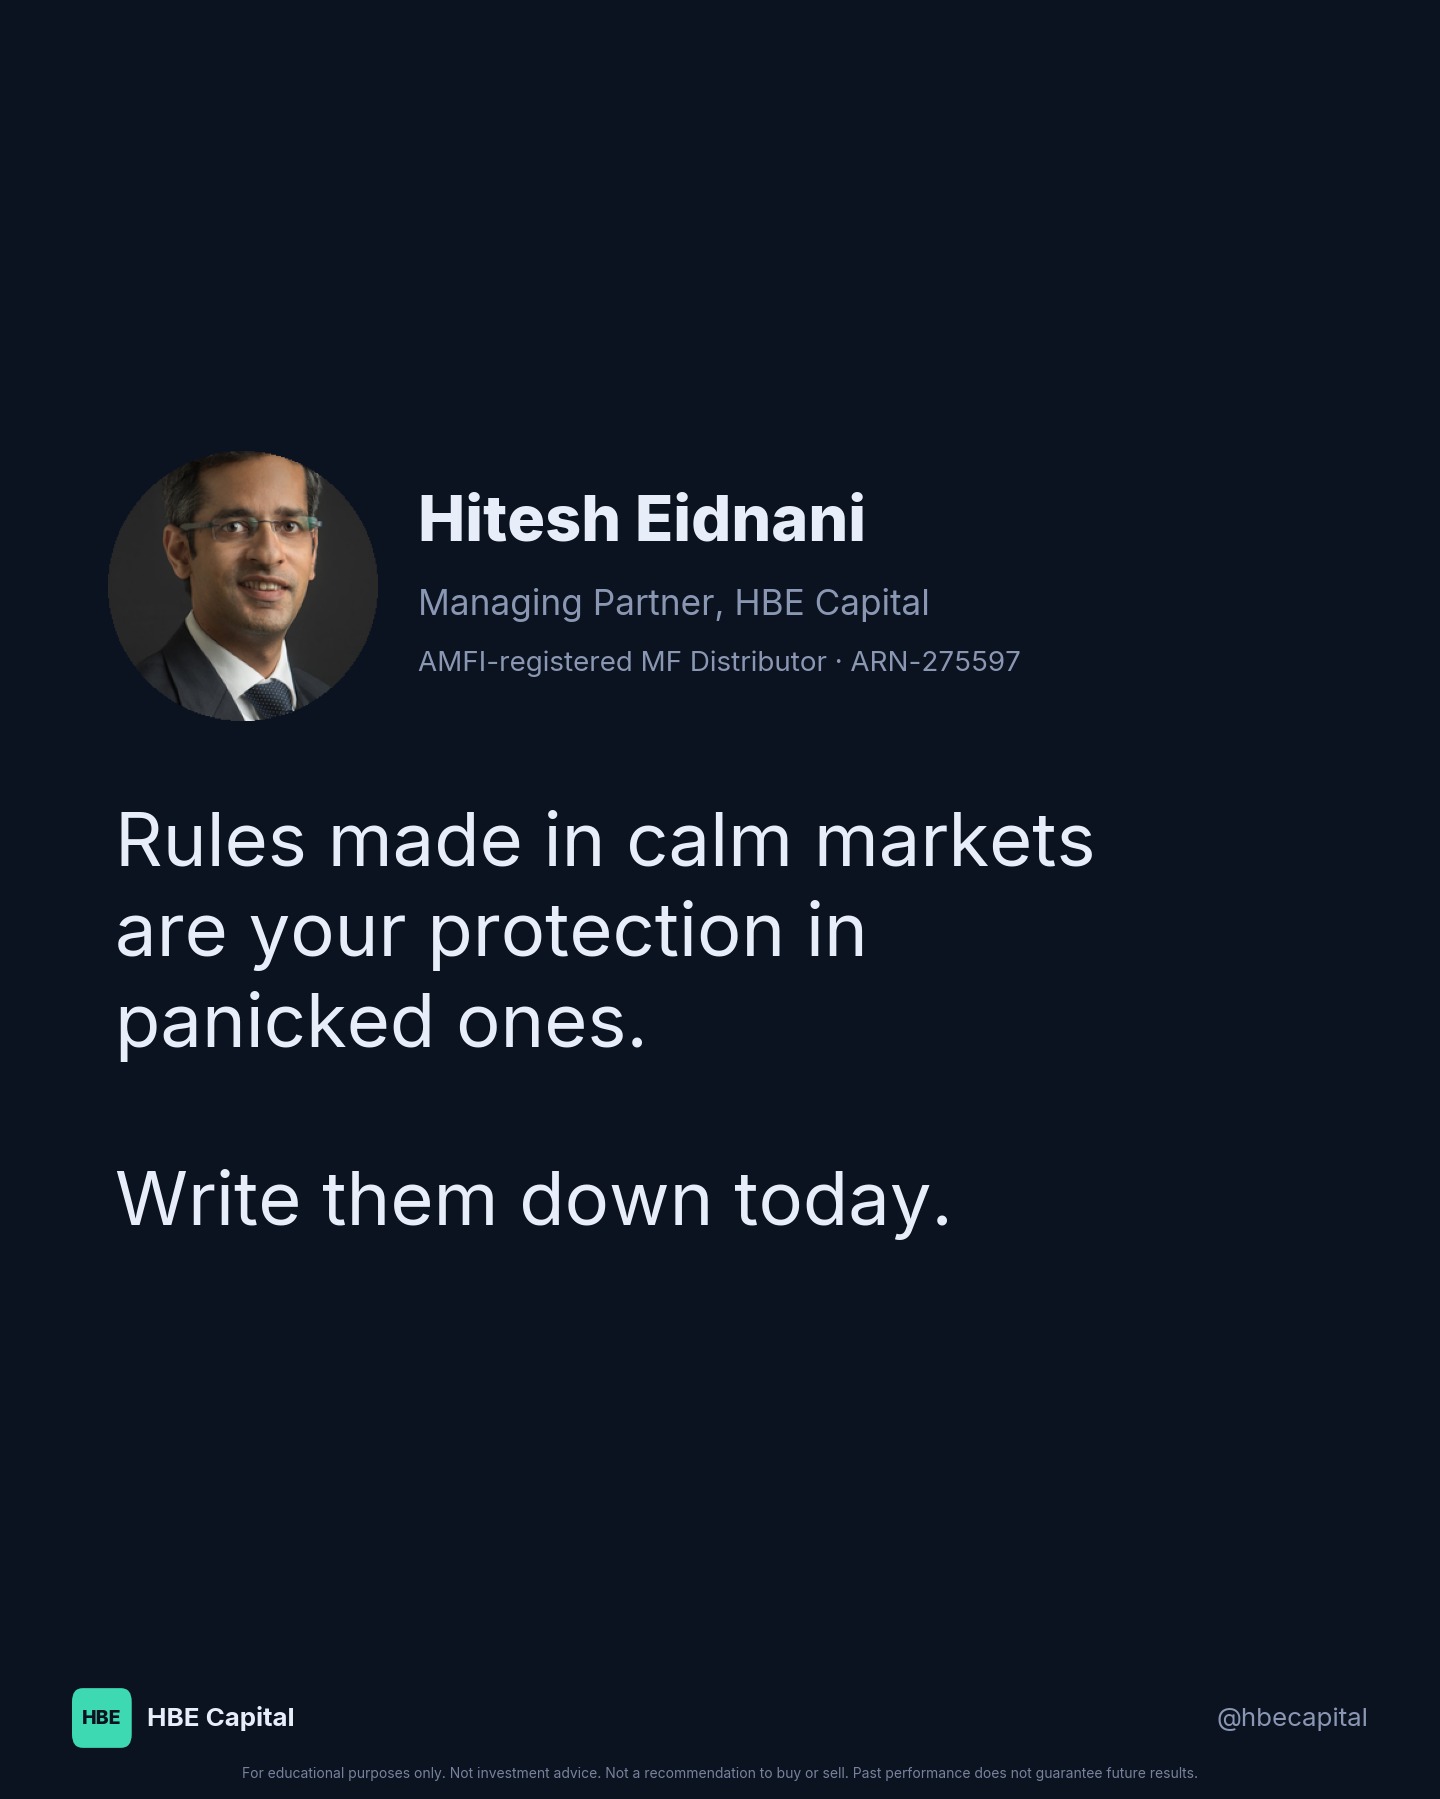 Hitesh Eidnani
Managing Partner, HBE Capital
AMFI-registered MF Distributor · ARN-275597
Rules made in calm markets
are your protection in
panicked ones.
Write them down today.
HBE
HBE Capital
@hbecapital
For educational purposes only. Not investment advice. Not a recommendation to buy or sell. Past performance does not guarantee future results.